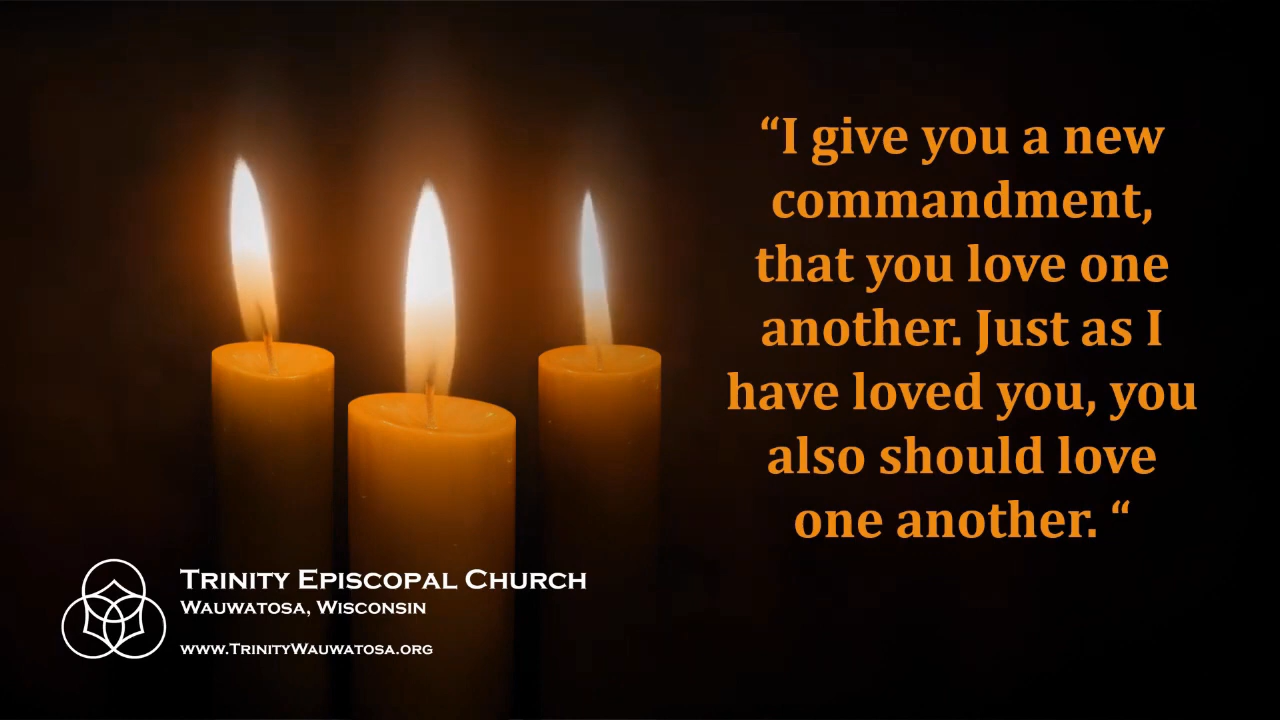 “I give you a new
commandment,
that you love one
another. Just as I
have loved you, you
also should love
one another. “
Trinity Episcopal Church
Wauwatosa, Wisconsin
www.TrinityWauwatosa.org